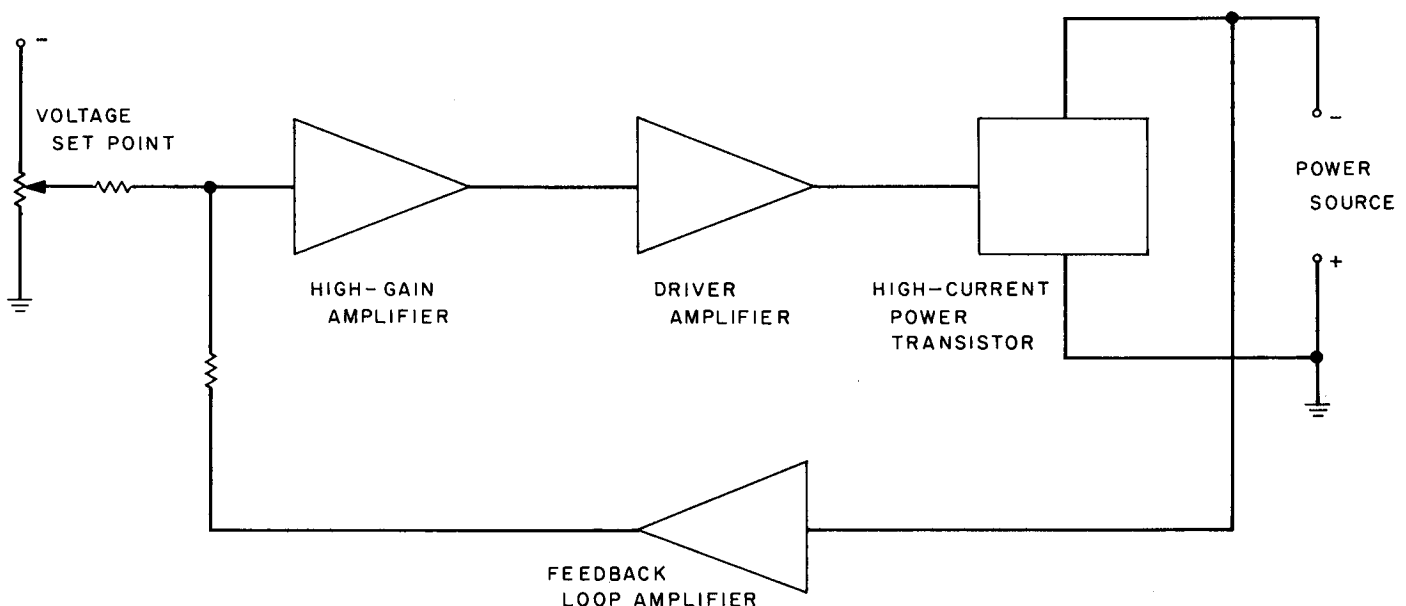 −
VOLTAGE
SET POINT
−
POWER
SOURCE
+
HIGH-GAIN
AMPLIFIER
DRIVER
AMPLIFIER
HIGH-CURRENT
POWER
TRANSISTOR
FEEDBACK
LOOP AMPLIFIER